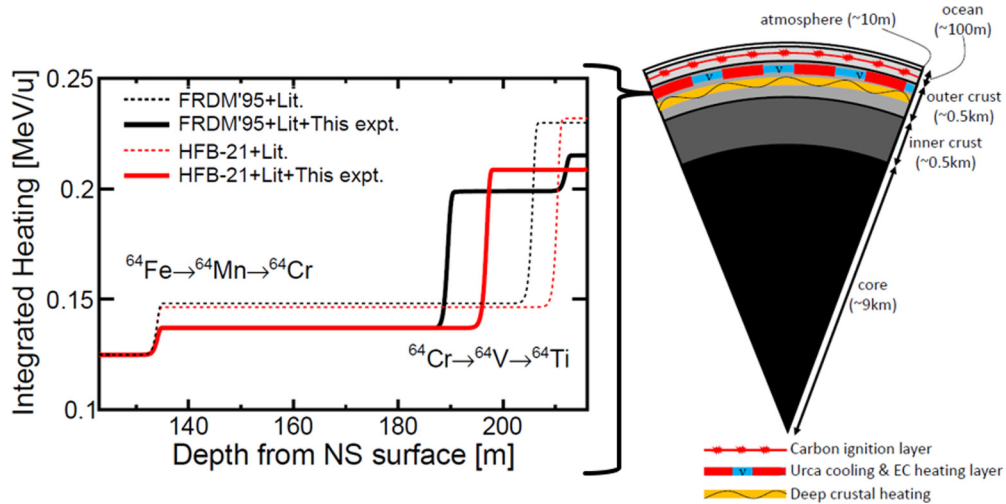 Integrated Heating [MeV/u]
0.25
0.2
0.15
0.1
FRDM'95+Lit.
FRDM'95+Lit+This expt.
HFB-21+Lit.
HFB-21+Lit+This expt.
⁶⁴Fe→⁶⁴Mn→⁶⁴Cr
⁶⁴Cr→⁶⁴V→⁶⁴Ti
140 160 180 200
Depth from NS surface [m]
atmosphere (~10m)
ocean
(~100m)
ν ν ν
outer crust
(~0.5km)
inner crust
(~0.5km)
core
(~9km)
Carbon ignition layer
ν Urca cooling & EC heating layer
Deep crustal heating